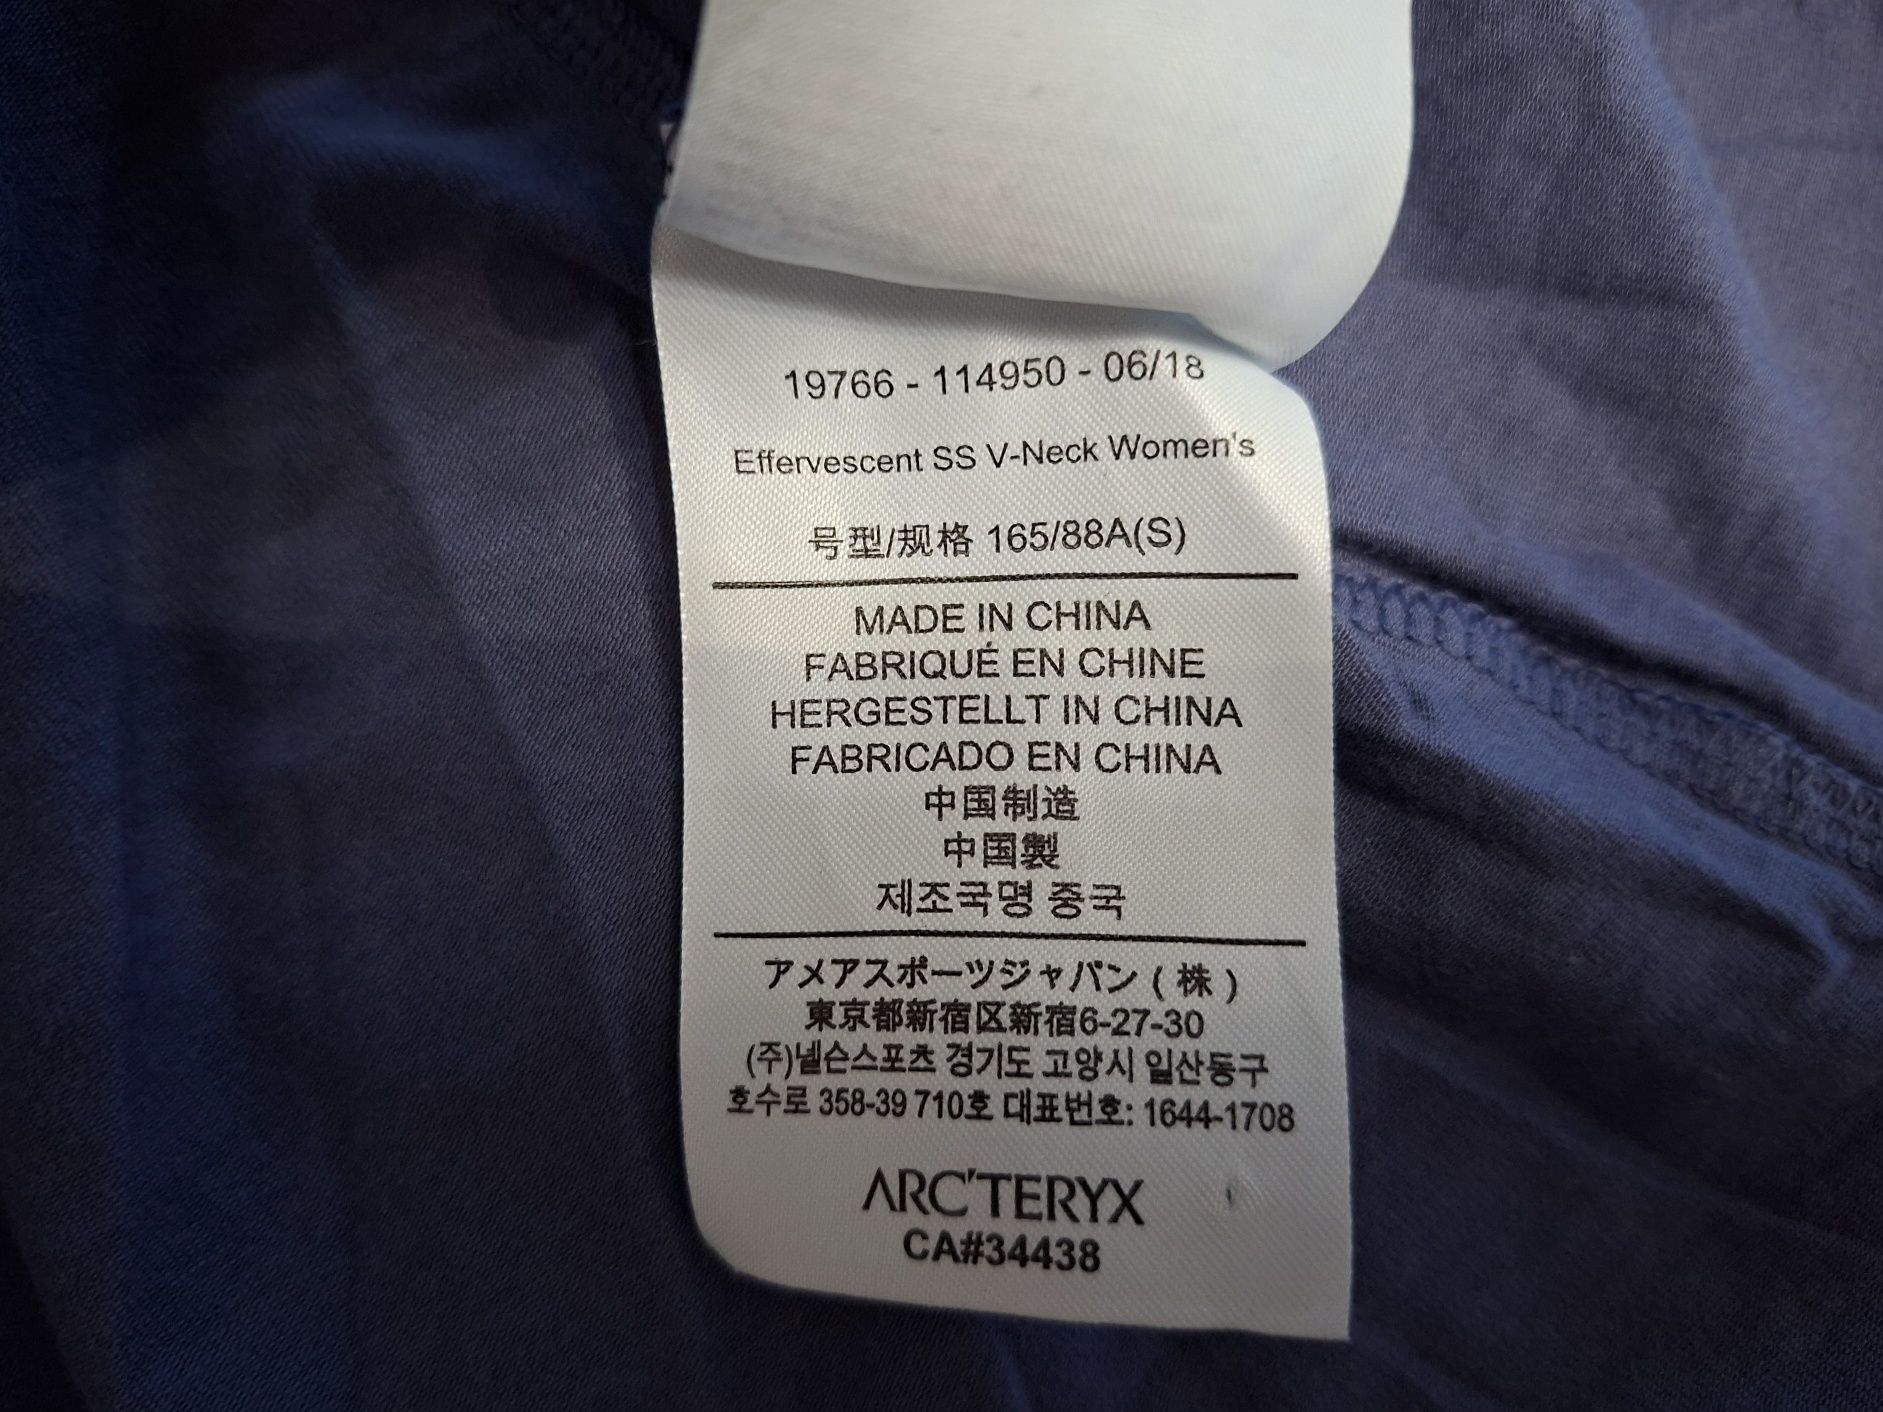 19766 - 114950 - 06/18
Effervescent SS V-Neck Women's
号型/规格 165/88A(S)
MADE IN CHINA
FABRIQUÉ EN CHINE
HERGESTELLT IN CHINA
FABRICADO EN CHINA
中国制造
中国製
제조국명 중국
アメアスポーツジャパン ( 株 )
東京都新宿区新宿6-27-30
(주)넬슨스포츠 경기도 고양시 일산동구
호수로 358-39 710호 대표번호: 1644-1708
ARC'TERYX
CA#34438